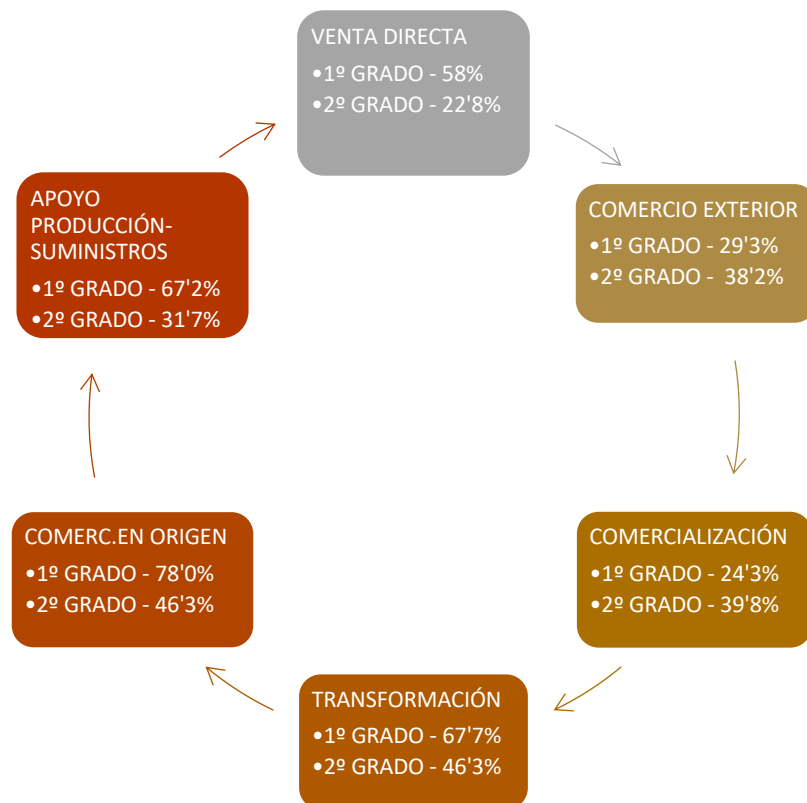 VENTA DIRECTA
•1º GRADO - 58%
•2º GRADO - 22'8%
COMERCIO EXTERIOR
•1º GRADO - 29'3%
•2º GRADO - 38'2%
COMERCIALIZACIÓN
•1º GRADO - 24'3%
•2º GRADO - 39'8%
TRANSFORMACIÓN
•1º GRADO - 67'7%
•2º GRADO - 46'3%
COMERC.EN ORIGEN
•1º GRADO - 78'0%
•2º GRADO - 46'3%
APOYO
PRODUCCIÓN-
SUMINISTROS
•1º GRADO - 67'2%
•2º GRADO - 31'7%